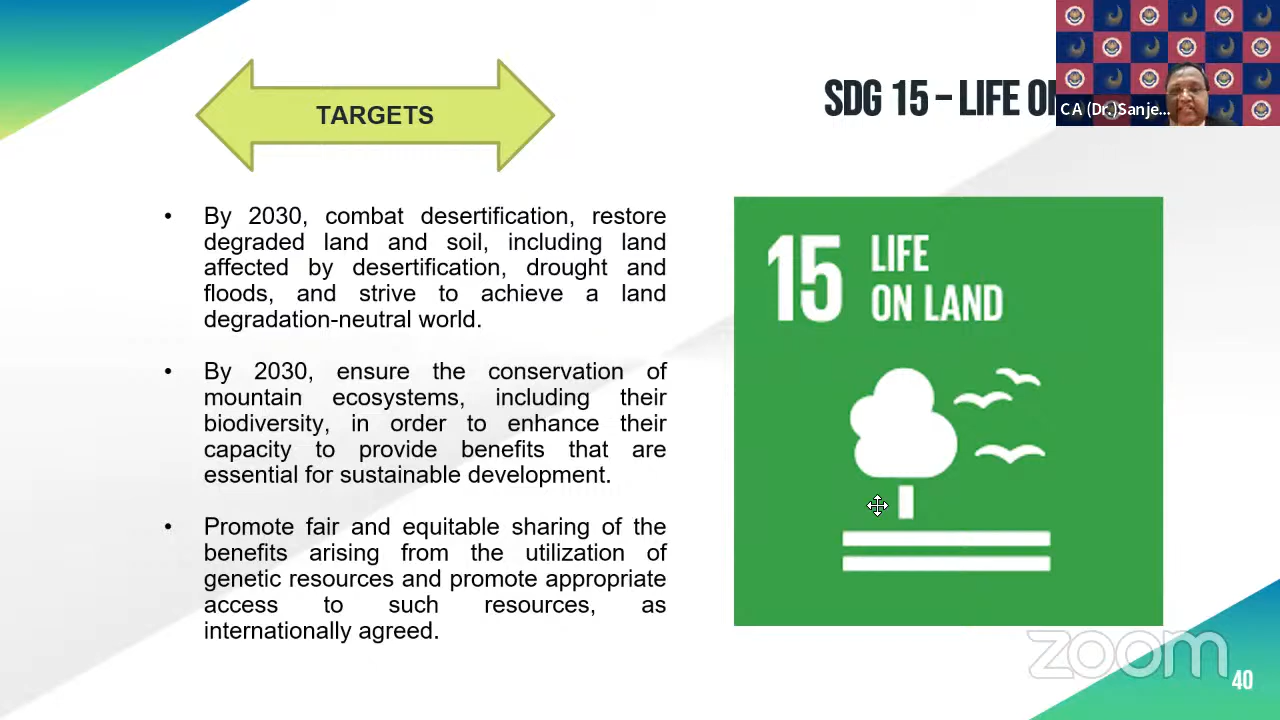 TARGETS
SDG 15 – LIFE O
CA (Dr.)Sanje...
• By 2030, combat desertification, restore
degraded land and soil, including land
affected by desertification, drought and
floods, and strive to achieve a land
degradation-neutral world.
• By 2030, ensure the conservation of
mountain ecosystems, including their
biodiversity, in order to enhance their
capacity to provide benefits that are
essential for sustainable development.
• Promote fair and equitable sharing of the
benefits arising from the utilization of
genetic resources and promote appropriate
access to such resources, as
internationally agreed.
15 LIFE
ON LAND
zoom
40